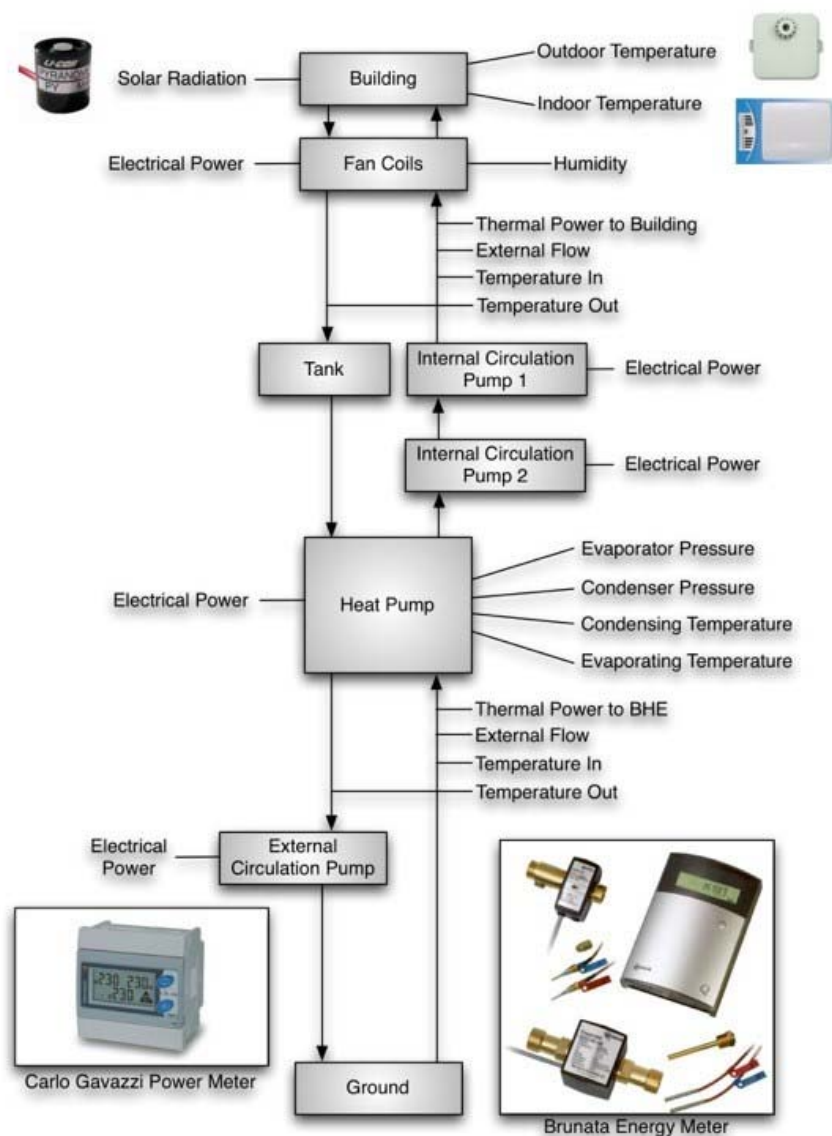 Solar Radiation
Building
Outdoor Temperature
Indoor Temperature
Electrical Power
Fan Coils
Humidity
Thermal Power to Building
External Flow
Temperature In
Temperature Out
Tank
Internal Circulation
Pump 1
Electrical Power
Internal Circulation
Pump 2
Electrical Power
Electrical Power
Heat Pump
Evaporator Pressure
Condenser Pressure
Condensing Temperature
Evaporating Temperature
Thermal Power to BHE
External Flow
Temperature In
Temperature Out
Electrical
Power
External
Circulation Pump
230 230
230
Carlo Gavazzi Power Meter
Ground
Brunata Energy Meter